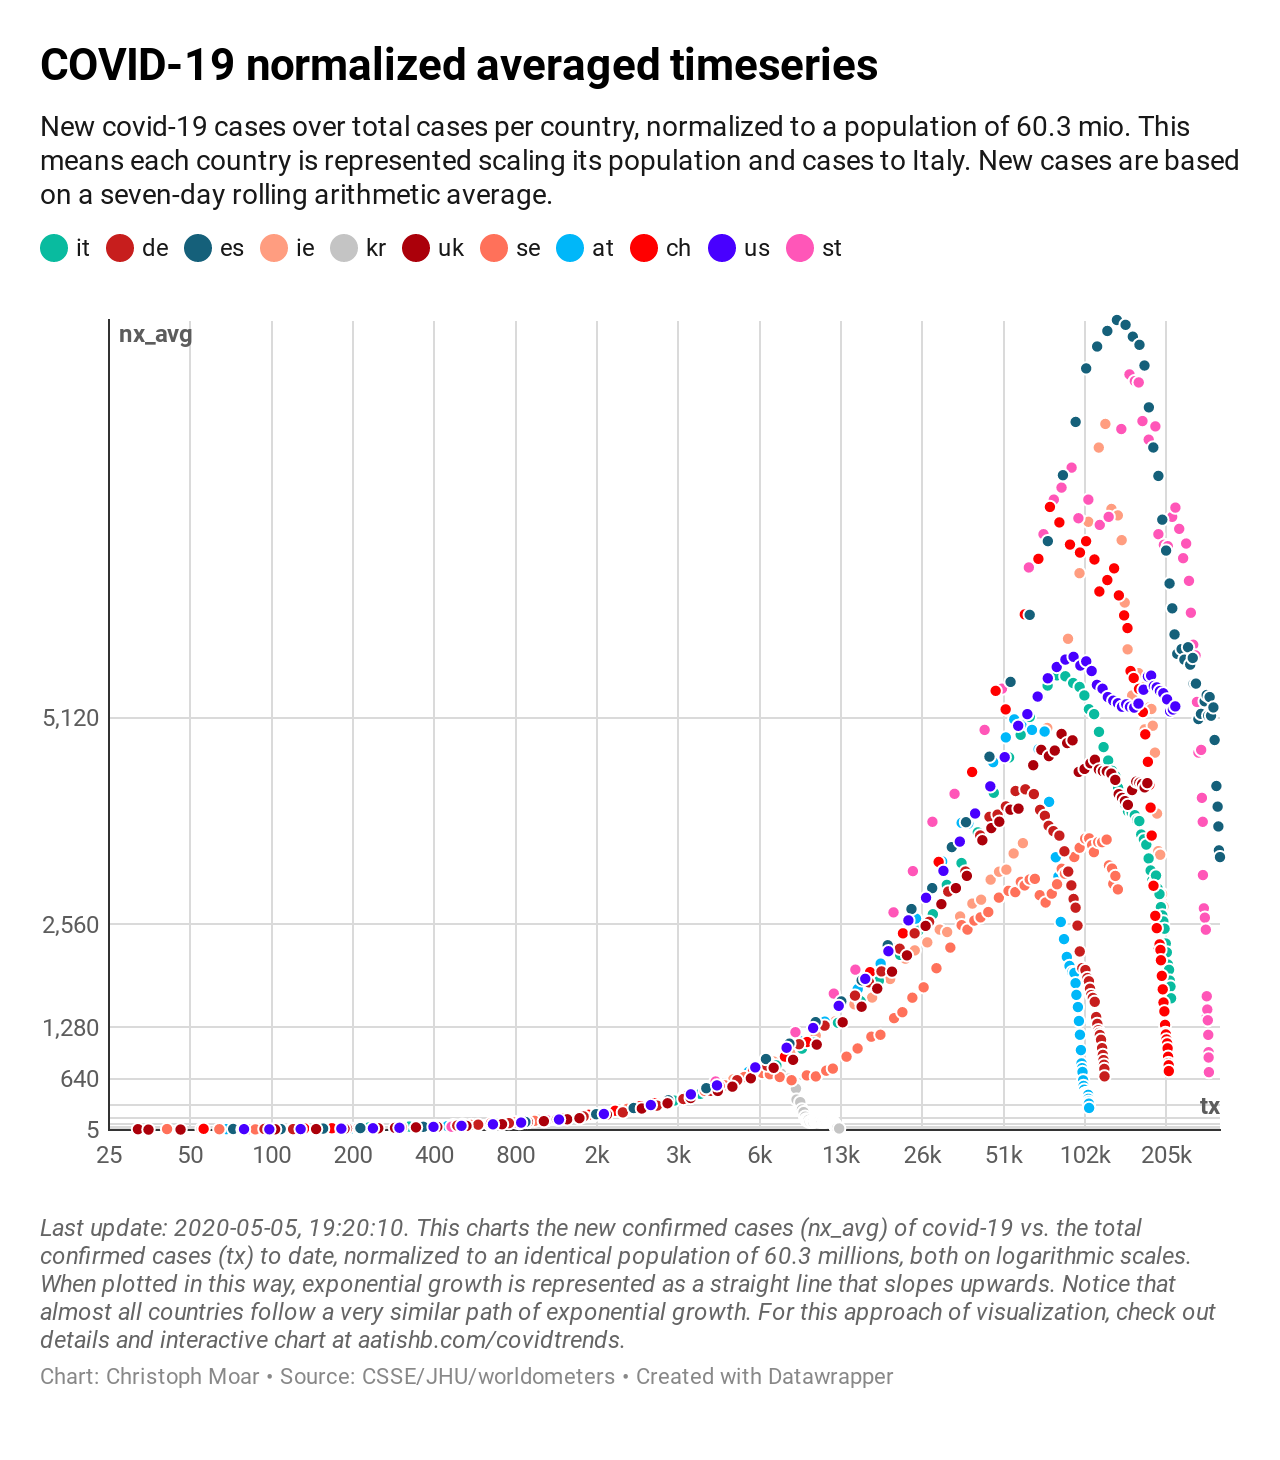 COVID-19 normalized averaged timeseries
New covid-19 cases over total cases per country, normalized to a population of 60.3 mio. This
means each country is represented scaling its population and cases to Italy. New cases are based
on a seven-day rolling arithmetic average.
it de es ie kr uk se at ch us st
nx_avg
5,120
2,560
1,280
640
tx
5
25 50 100 200 400 800 2k 3k 6k 13k 26k 51k 102k 205k
Last update: 2020-05-05, 19:20:10. This charts the new confirmed cases (nx_avg) of covid-19 vs. the total
confirmed cases (tx) to date, normalized to an identical population of 60.3 millions, both on logarithmic scales.
When plotted in this way, exponential growth is represented as a straight line that slopes upwards. Notice that
almost all countries follow a very similar path of exponential growth. For this approach of visualization, check out
details and interactive chart at aatishb.com/covidtrends.
Chart: Christoph Moar • Source: CSSE/JHU/worldometers • Created with Datawrapper